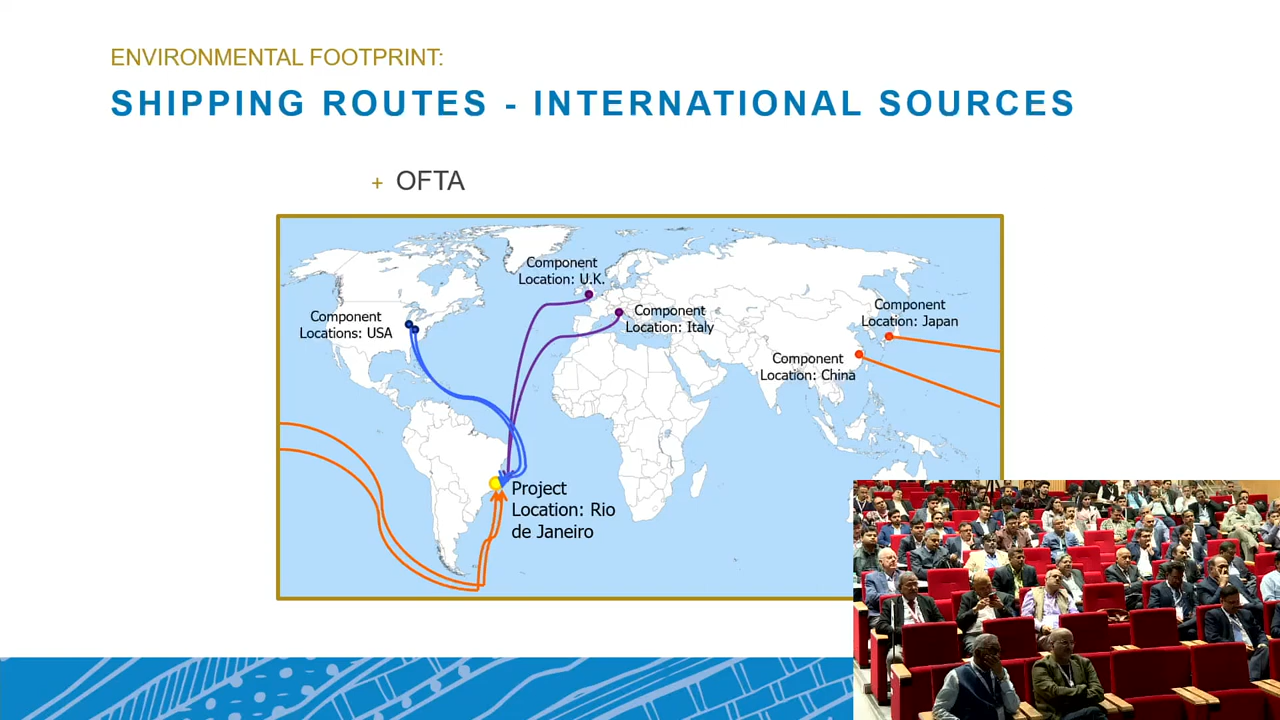 ENVIRONMENTAL FOOTPRINT:
SHIPPING ROUTES - INTERNATIONAL SOURCES
+ OFTA
Component
Location: U.K.
Component
Locations: USA
Component
Location: Italy
Component
Location: Japan
Component
Location: China
Project
Location: Rio
de Janeiro